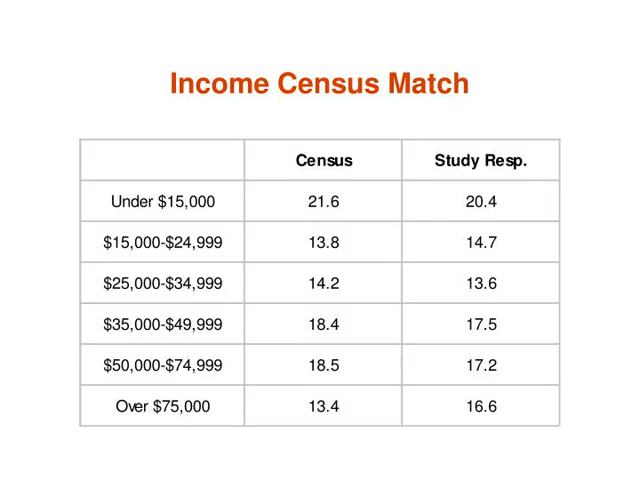 Income Census Match
Census Study Resp.
Under $15,000 21.6 20.4
$15,000-$24,999 13.8 14.7
$25,000-$34,999 14.2 13.6
$35,000-$49,999 18.4 17.5
$50,000-$74,999 18.5 17.2
Over $75,000 13.4 16.6